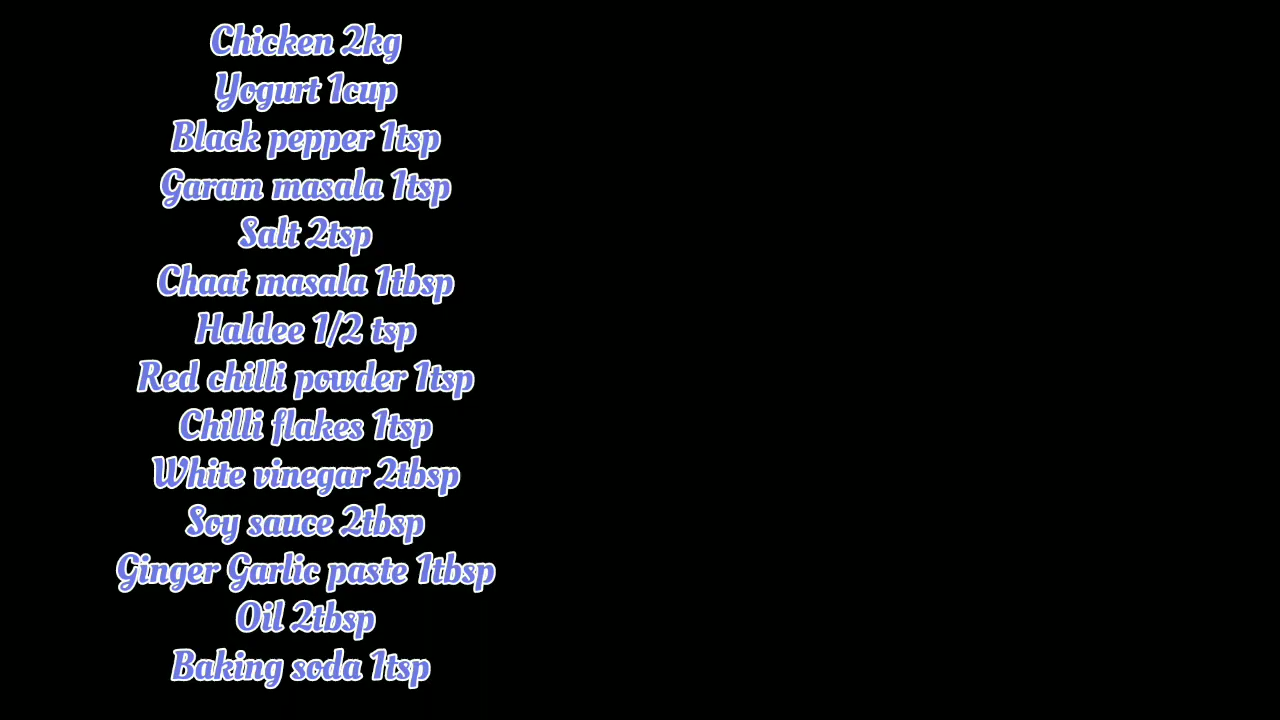 Chicken 2kg
Yogurt 1cup
Black pepper 1tsp
Garam masala 1tsp
Salt 2tsp
Chaat masala 1tbsp
Haldee 1/2 tsp
Red chilli powder 1tsp
Chilli flakes 1tsp
White vinegar 2tbsp
Soy sauce 2tbsp
Ginger Garlic paste 1tbsp
Oil 2tbsp
Baking soda 1tsp